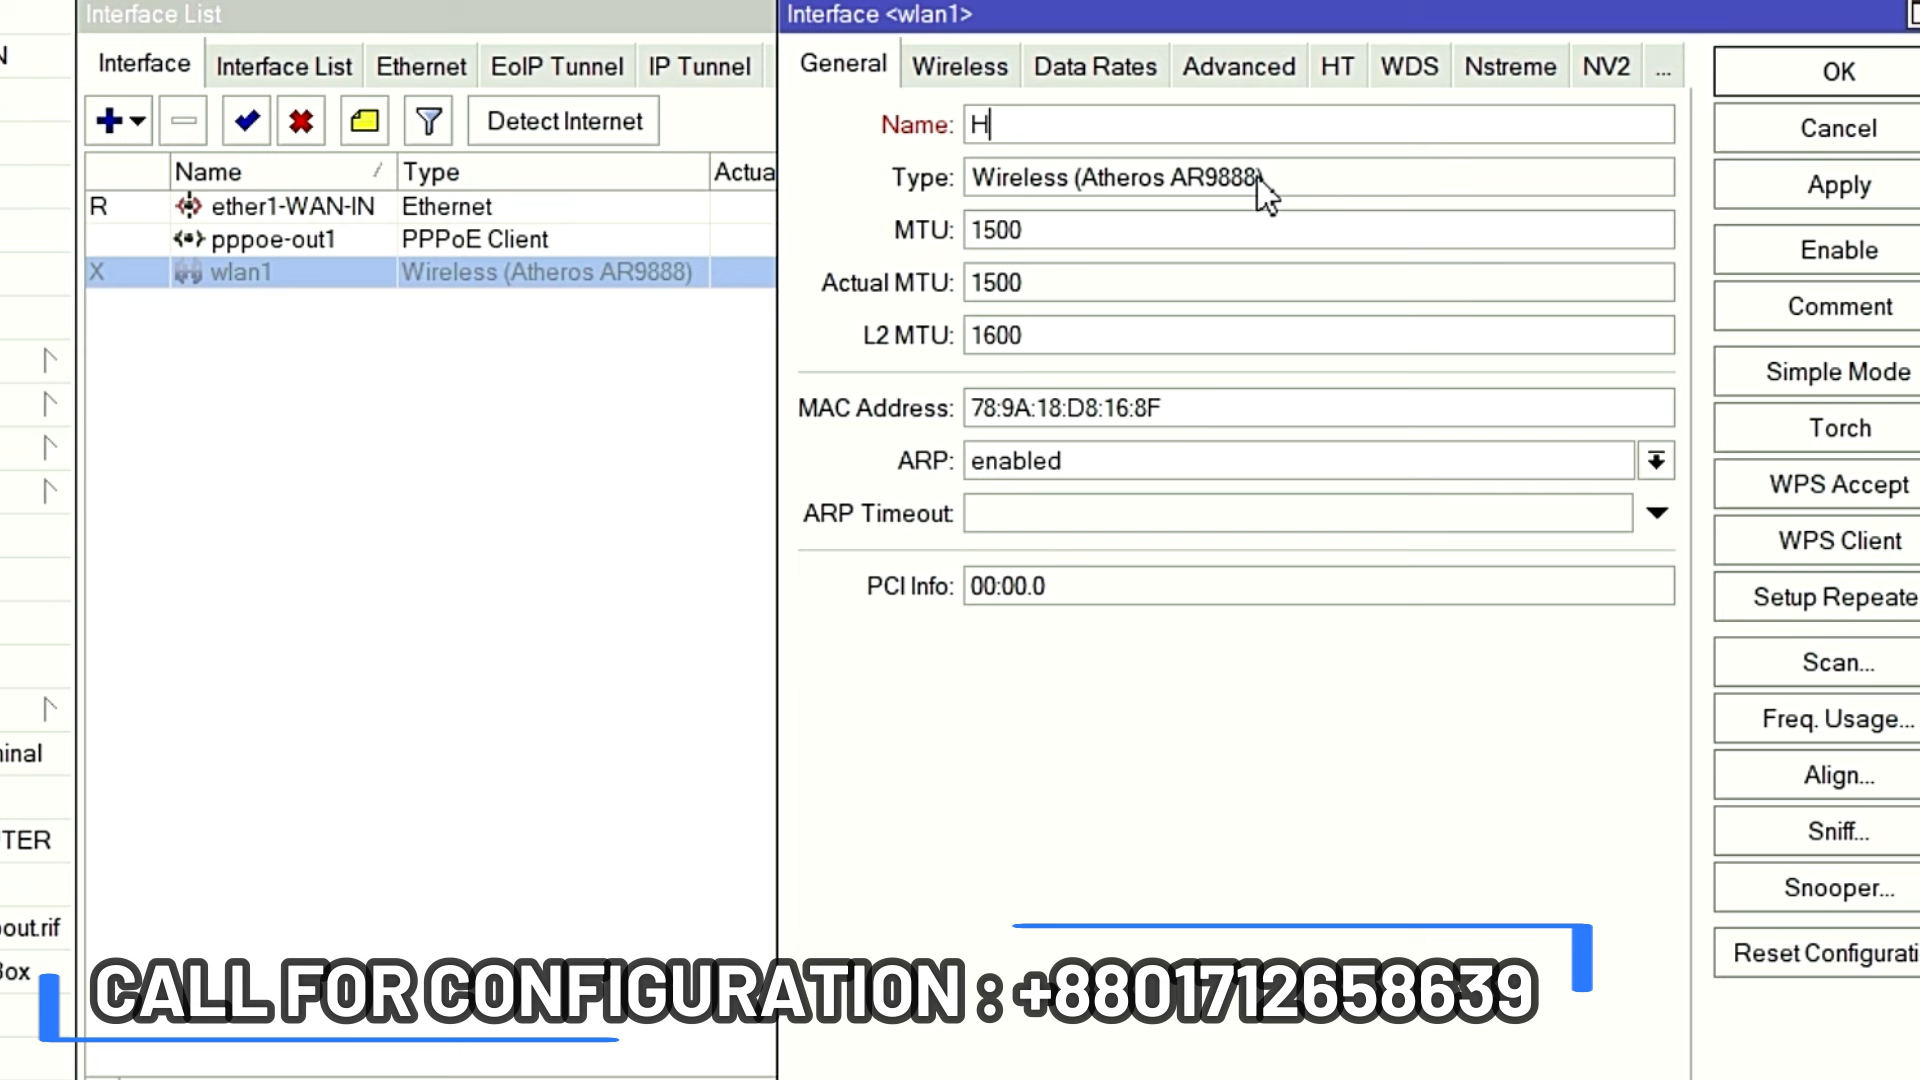 Interface List
Interface <wlan1>
Interface Interface List Ethernet EoIP Tunnel IP Tunnel
General Wireless Data Rates Advanced HT WDS Nstreme NV2 ...
Detect Internet
Name Type Actua
R ether1-WAN-IN Ethernet
pppoe-out1 PPPoE Client
X wlan1 Wireless (Atheros AR9888)
Name: H
Type: Wireless (Atheros AR9888)
MTU: 1500
Actual MTU: 1500
L2 MTU: 1600
MAC Address: 78:9A:18:D8:16:8F
ARP: enabled
ARP Timeout:
PCI Info: 00:00.0
OK
Cancel
Apply
Enable
Comment
Simple Mode
Torch
WPS Accept
WPS Client
Setup Repeate
Scan...
Freq. Usage...
Align...
Sniff...
Snooper...
Reset Configurati
N
minal
TER
out.rif
Box
CALL FOR CONFIGURATION : +8801712658639